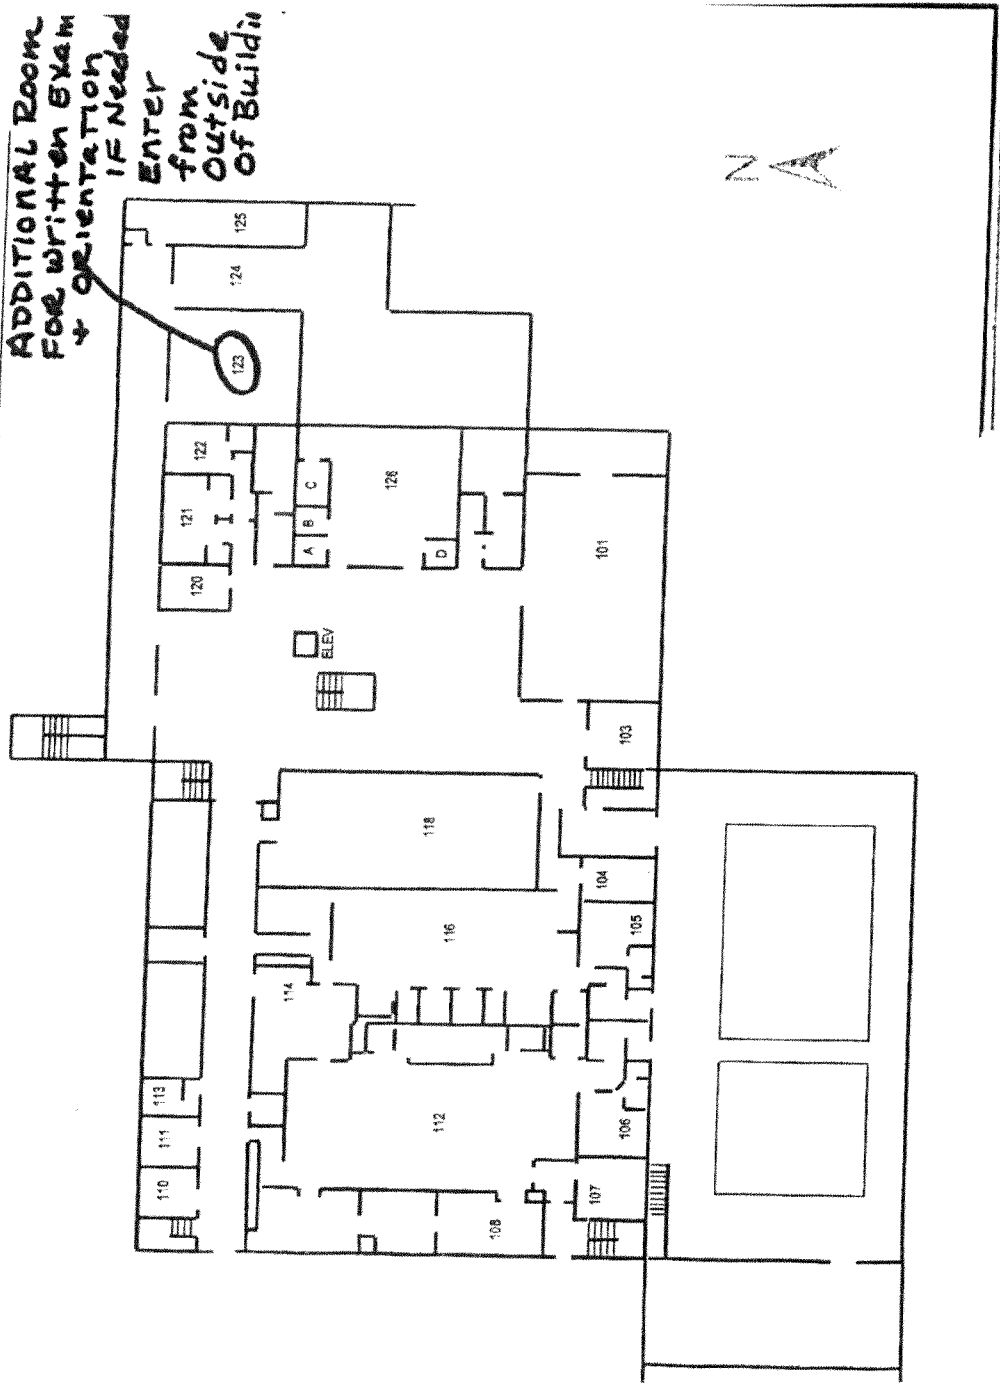 ADDITIONAL ROOM
FOR written Exam
+ ORIENTATION
IF Needed
Enter
from
outside
of Buildi
N
125
124
123
122
121
120
A
B
C
126
D
101
ELEV
103
118
104
105
116
114
112
113
111
110
106
107
108